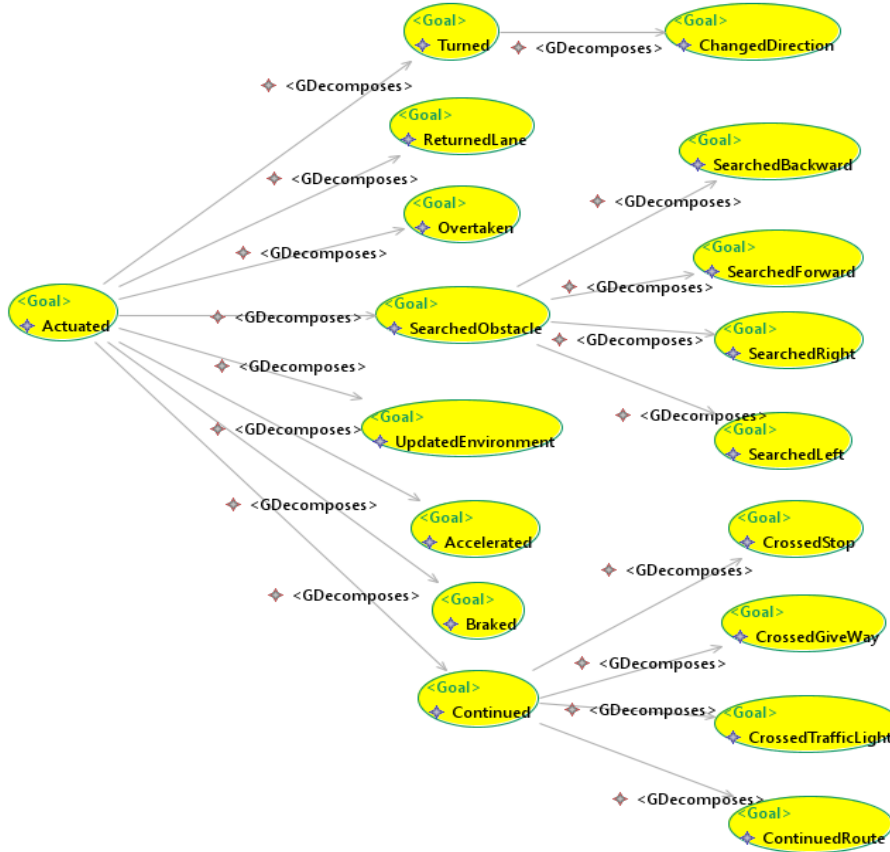 <Goal>
Turned
<GDecomposes>
<Goal>
ChangedDirection
<GDecomposes>
<Goal>
ReturnedLane
<Goal>
SearchedBackward
<GDecomposes>
<GDecomposes>
<Goal>
Overtaken
<GDecomposes>
<Goal>
SearchedForward
<GDecomposes>
<Goal>
Actuated
<GDecomposes>
<Goal>
SearchedObstacle
<GDecomposes>
<Goal>
SearchedRight
<GDecomposes>
<Goal>
UpdatedEnvironment
<GDecomposes>
<GDecomposes>
<Goal>
SearchedLeft
<GDecomposes>
<Goal>
Accelerated
<Goal>
CrossedStop
<GDecomposes>
<GDecomposes>
<Goal>
Braked
<Goal>
CrossedGiveWay
<GDecomposes>
<Goal>
Continued
<GDecomposes>
<Goal>
CrossedTrafficLight
<GDecomposes>
<Goal>
ContinuedRoute